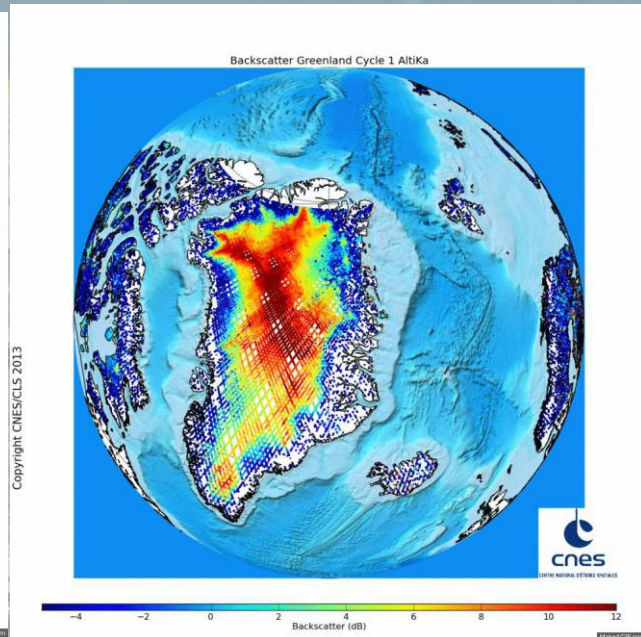 Backscatter Greenland Cycle 1 AltiKa
Copyright CNES/CLS 2013
cnes
CENTRE NATIONAL D'ÉTUDES SPATIALES
−4 −2 0 2 4 6 8 10 12
Backscatter (dB)